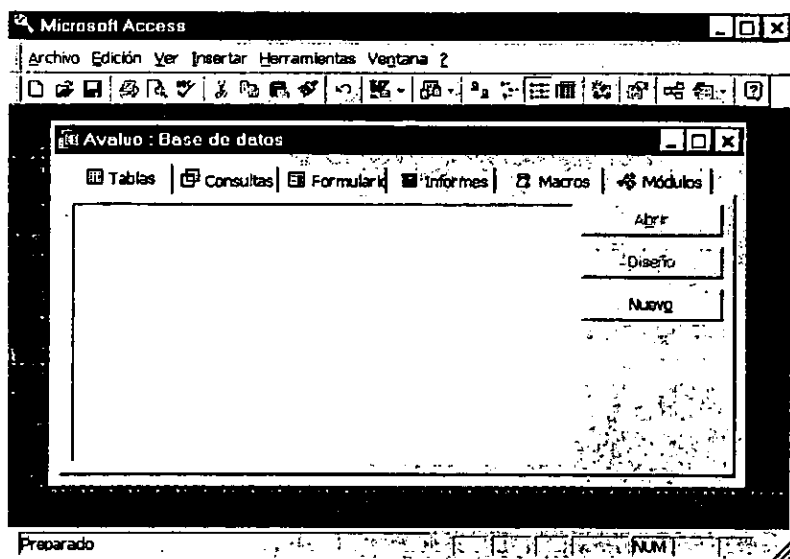 Microsoft Access
Archivo Edición Ver Insertar Herramientas Ventana ?
Avaluo : Base de datos
Tablas Consultas Formulario Informes Macros Módulos
Abrir
Diseño
Nuevo
Preparado NUM